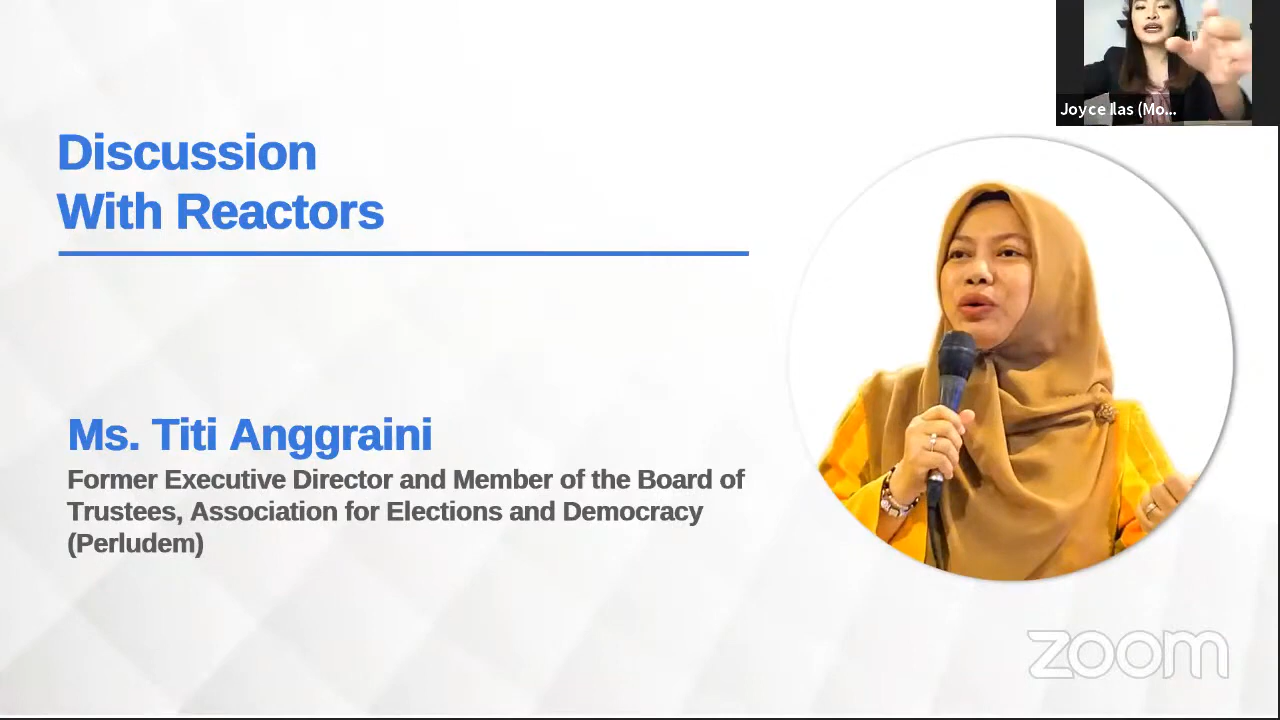 Joyce Ilas (Mo...
Discussion
With Reactors
Ms. Titi Anggraini
Former Executive Director and Member of the Board of
Trustees, Association for Elections and Democracy
(Perludem)
zoom